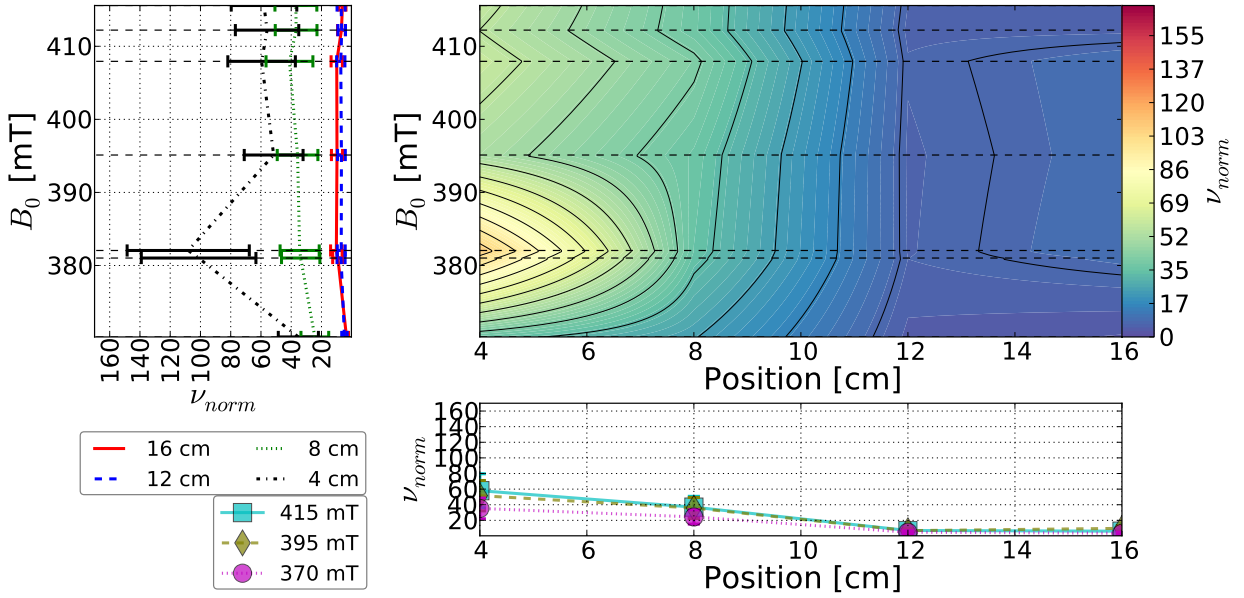 410
400
390
380
B₀ [mT]
160
140
120
100
80
60
40
20
ν_norm
410
400
390
380
B₀ [mT]
4 6 8 10 12 14 16
Position [cm]
155
137
120
103
86
69
52
35
17
0
ν_norm
16 cm 8 cm
12 cm 4 cm
415 mT
395 mT
370 mT
160
140
120
100
80
60
40
20
ν_norm
4 6 8 10 12 14 16
Position [cm]